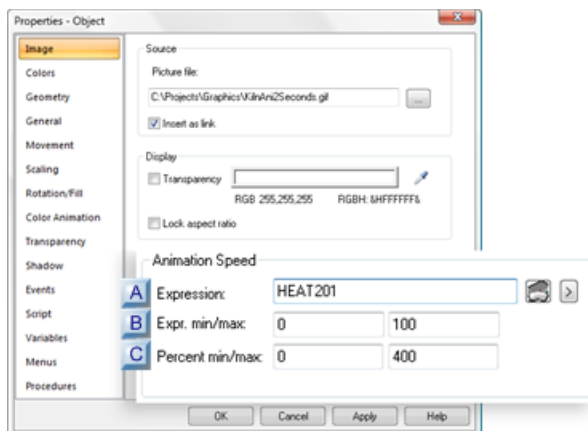 Properties - Object
Image
Colors
Geometry
General
Movement
Scaling
Rotation/Fill
Color Animation
Transparency
Shadow
Events
Script
Variables
Menus
Procedures
Source
Picture file:
C:\Projects\Graphics\KilnAni2Seconds.gif
...
Insert as link
Display
Transparency
RGB 255,255,255 RGBH: &HFFFFFF&
Lock aspect ratio
Animation Speed
A Expression: HEAT201 >
B Expr. min/max: 0 100
C Percent min/max: 0 400
OK Cancel Apply Help